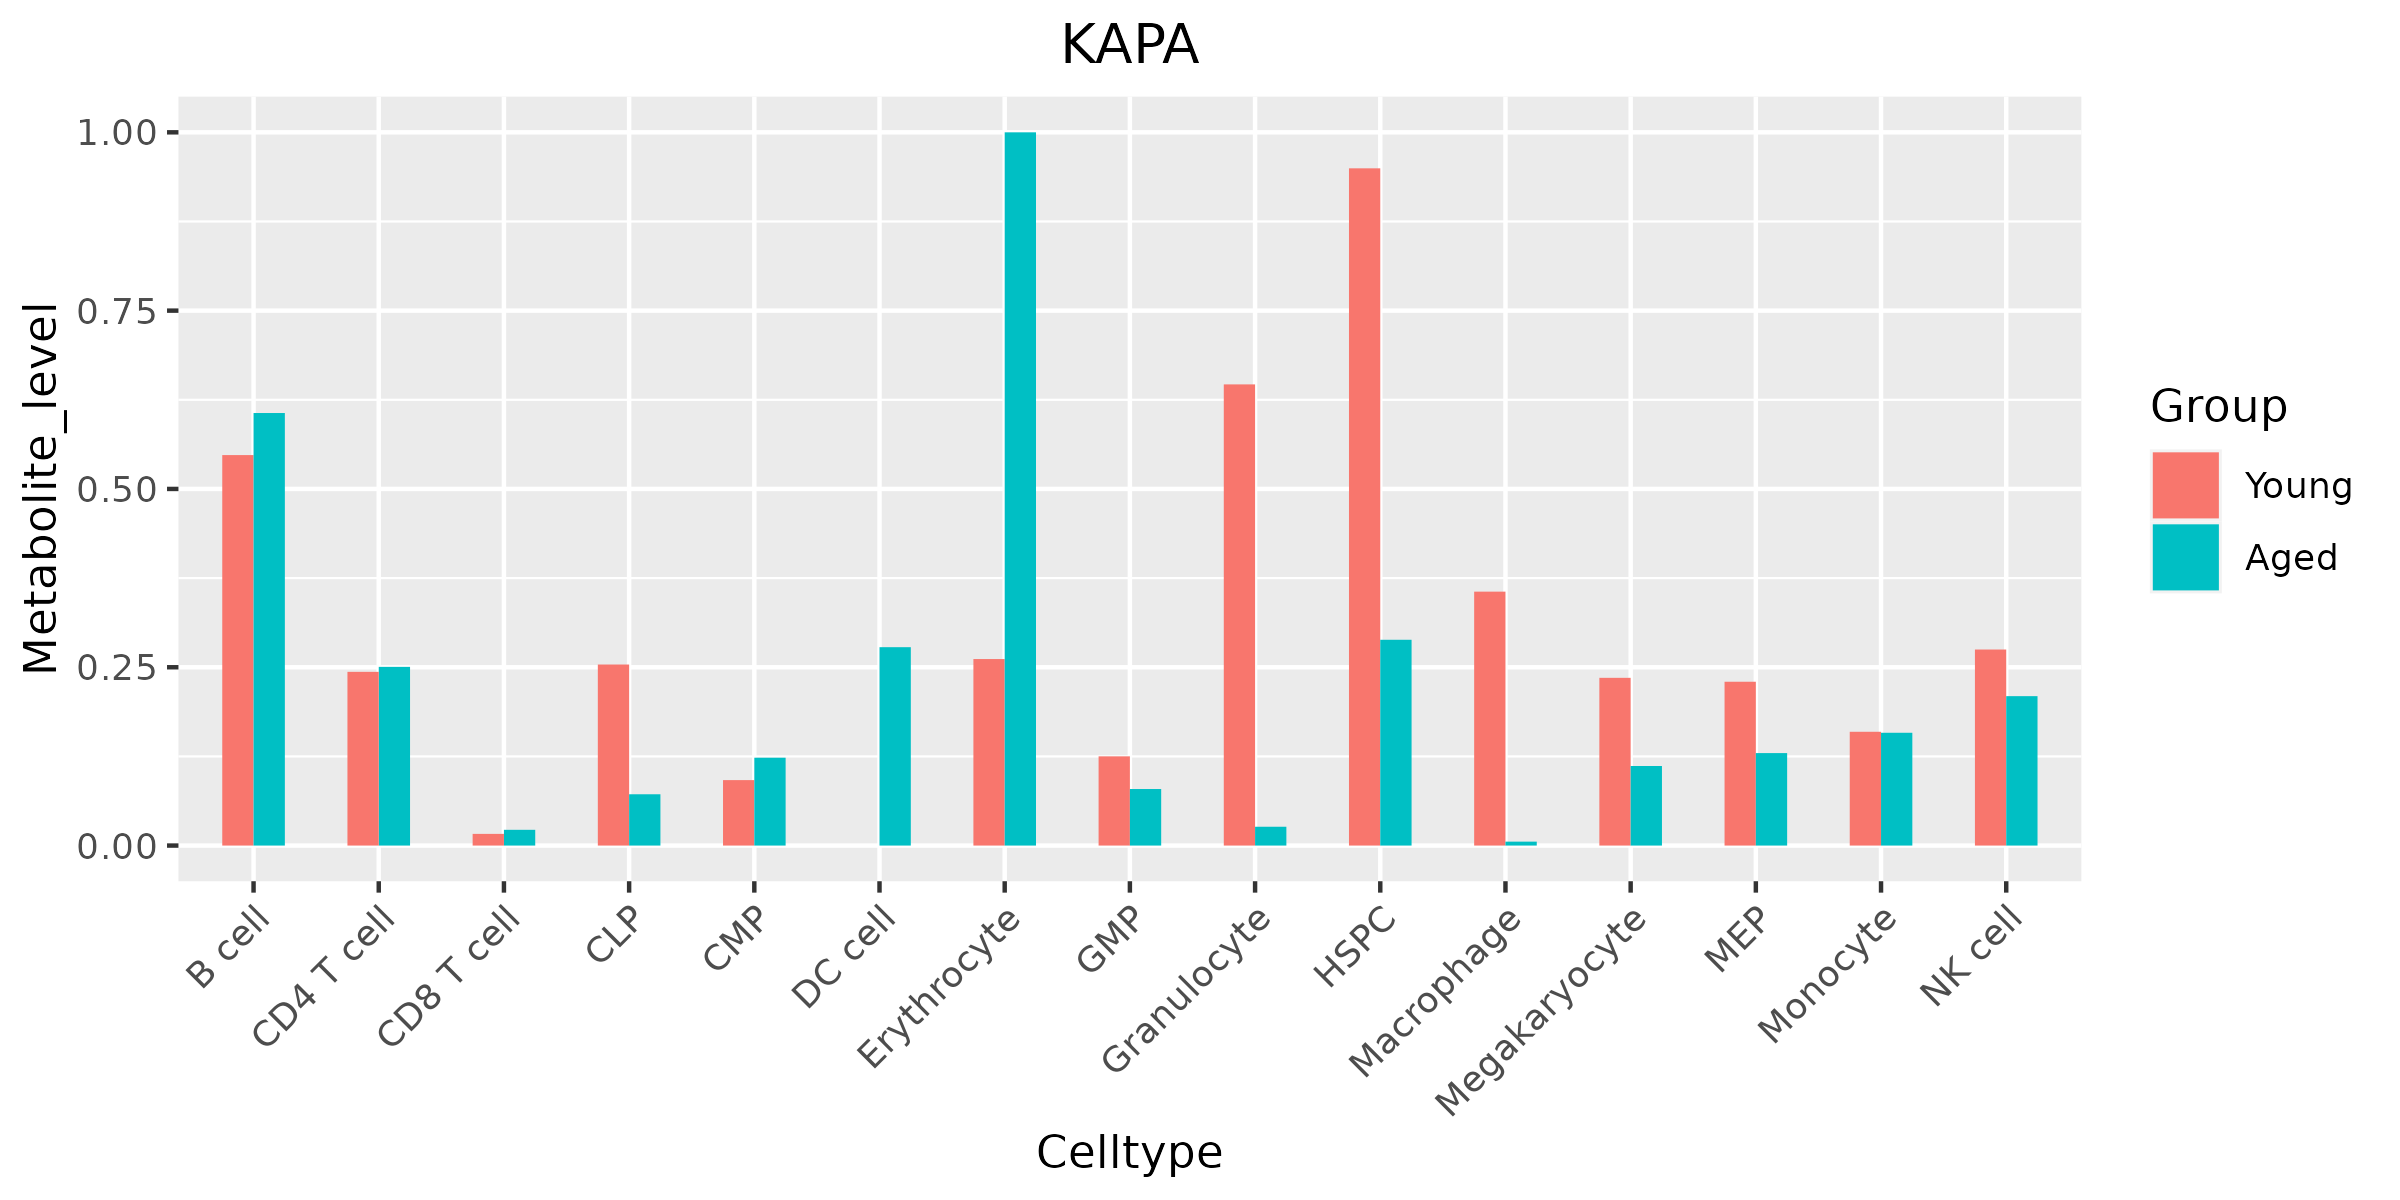 KAPA
Metabolite_level
1.00
0.75
0.50
0.25
0.00
B cell
CD4 T cell
CD8 T cell
CLP
CMP
DC cell
Erythrocyte
GMP
Granulocyte
HSPC
Macrophage
Megakaryocyte
MEP
Monocyte
NK cell
Celltype
Group
Young
Aged